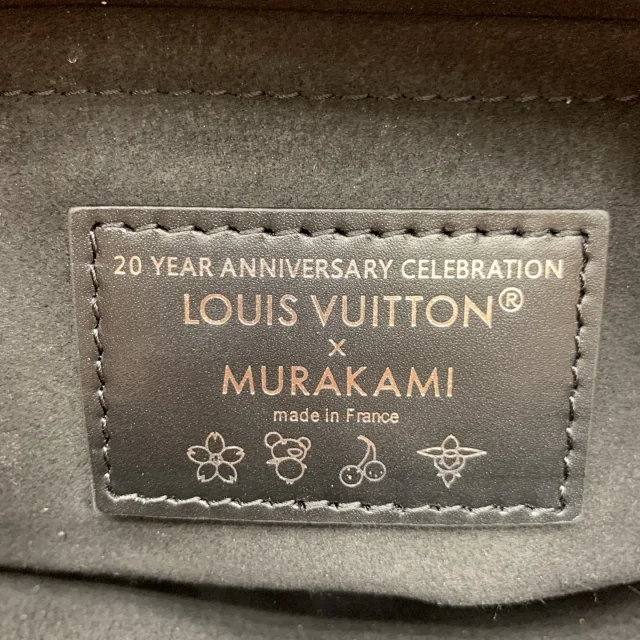 20 YEAR ANNIVERSARY CELEBRATION
LOUIS VUITTON®
x
MURAKAMI
made in France